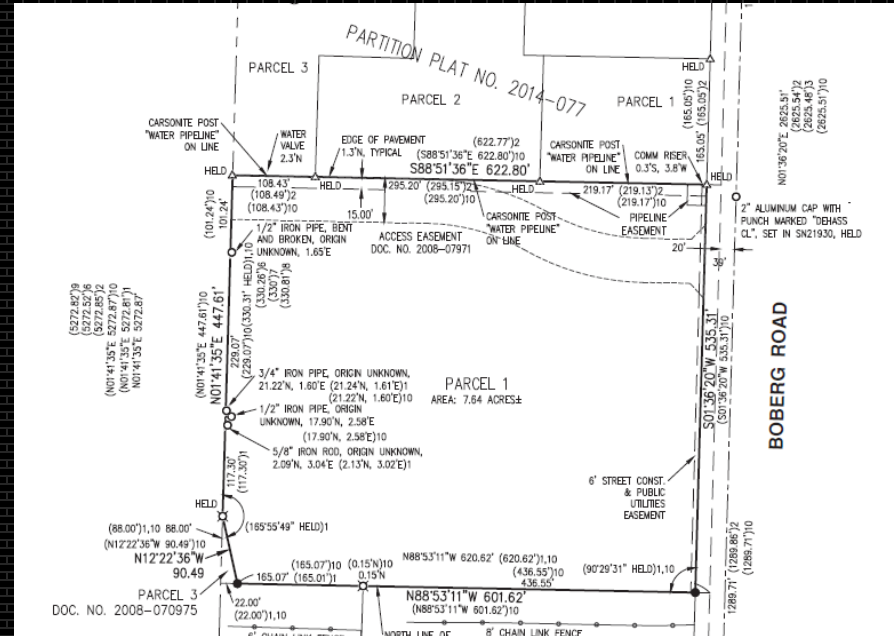 PARTITION PLAT NO. 2014-077
PARCEL 3
PARCEL 2
PARCEL 1
HELD
165.05' (165.05')2
(165.05')10
N01°36'20"E 2625.51'
(2625.54')2
(2625.48')3
(2625.51')10
CARSONITE POST
"WATER PIPELINE"
ON LINE
WATER
VALVE
2.3'N
EDGE OF PAVEMENT
1.3'N, TYPICAL
(622.77')2
(S88°51'36"E 622.80')10
S88°51'36"E 622.80'
CARSONITE POST
"WATER PIPELINE"
ON LINE
COMM RISER
0.3'S, 3.8'W
HELD
HELD
HELD
HELD
108.43'
(108.49')2
(108.43')10
295.20' (295.15')2
(295.20')10
219.17' (219.13')2
(219.17')10
15.00'
CARSONITE POST
"WATER PIPELINE"
ON LINE
PIPELINE
EASEMENT
2" ALUMINUM CAP WITH
PUNCH MARKED "DEHASS
CL", SET IN SN21930, HELD
20'
39'
(101.24')10
101.24'
1/2" IRON PIPE, BENT
AND BROKEN, ORIGIN
UNKNOWN, 1.65'E
ACCESS EASEMENT
DOC. NO. 2008-07971
(5272.82')9
(5272.52')6
(5272.85')2
(N01°41'35"E 5272.87')10
(N01°41'35"E 5272.81')1
N01°41'35"E 5272.87'
(N01°41'35"E 447.61')10
N01°41'35"E 447.61'
229.07'
(229.07')10
(330.31' HELD)1,10
(330.26')6
(330')7
(330.81')8
3/4" IRON PIPE, ORIGIN UNKNOWN,
21.22'N, 1.60'E (21.24'N, 1.61'E)1
(21.22'N, 1.60'E)10
1/2" IRON PIPE, ORIGIN
UNKNOWN, 17.90'N, 2.58'E
(17.90'N, 2.58'E)10
5/8" IRON ROD, ORIGIN UNKNOWN,
2.09'N, 3.04'E (2.13'N, 3.02'E)1
PARCEL 1
AREA: 7.64 ACRES±
S01°36'20"W 535.31'
(S01°36'20"W 535.31')10
BOBERG ROAD
117.30'
(117.30')1
6' STREET CONST.
& PUBLIC
UTILITIES
EASEMENT
HELD
(165°55'49" HELD)1
(88.00')1,10 88.00'
(N12°22'36"W 90.49')10
N12°22'36"W
90.49
(165.07')10
165.07' (165.01')1
(0.15'N)10
0.15'N
N88°53'11"W 620.62' (620.62')1,10
(436.55')10
436.55'
(90°29'31" HELD)1,10
1289.71' (1289.86')2
(1289.71')10
PARCEL 3
DOC. NO. 2008-070975
22.00'
(22.00')1,10
N88°53'11"W 601.62'
(N88°53'11"W 601.62')10
6' CHAIN LINK FENCE
NORTH LINE OF
8' CHAIN LINK FENCE